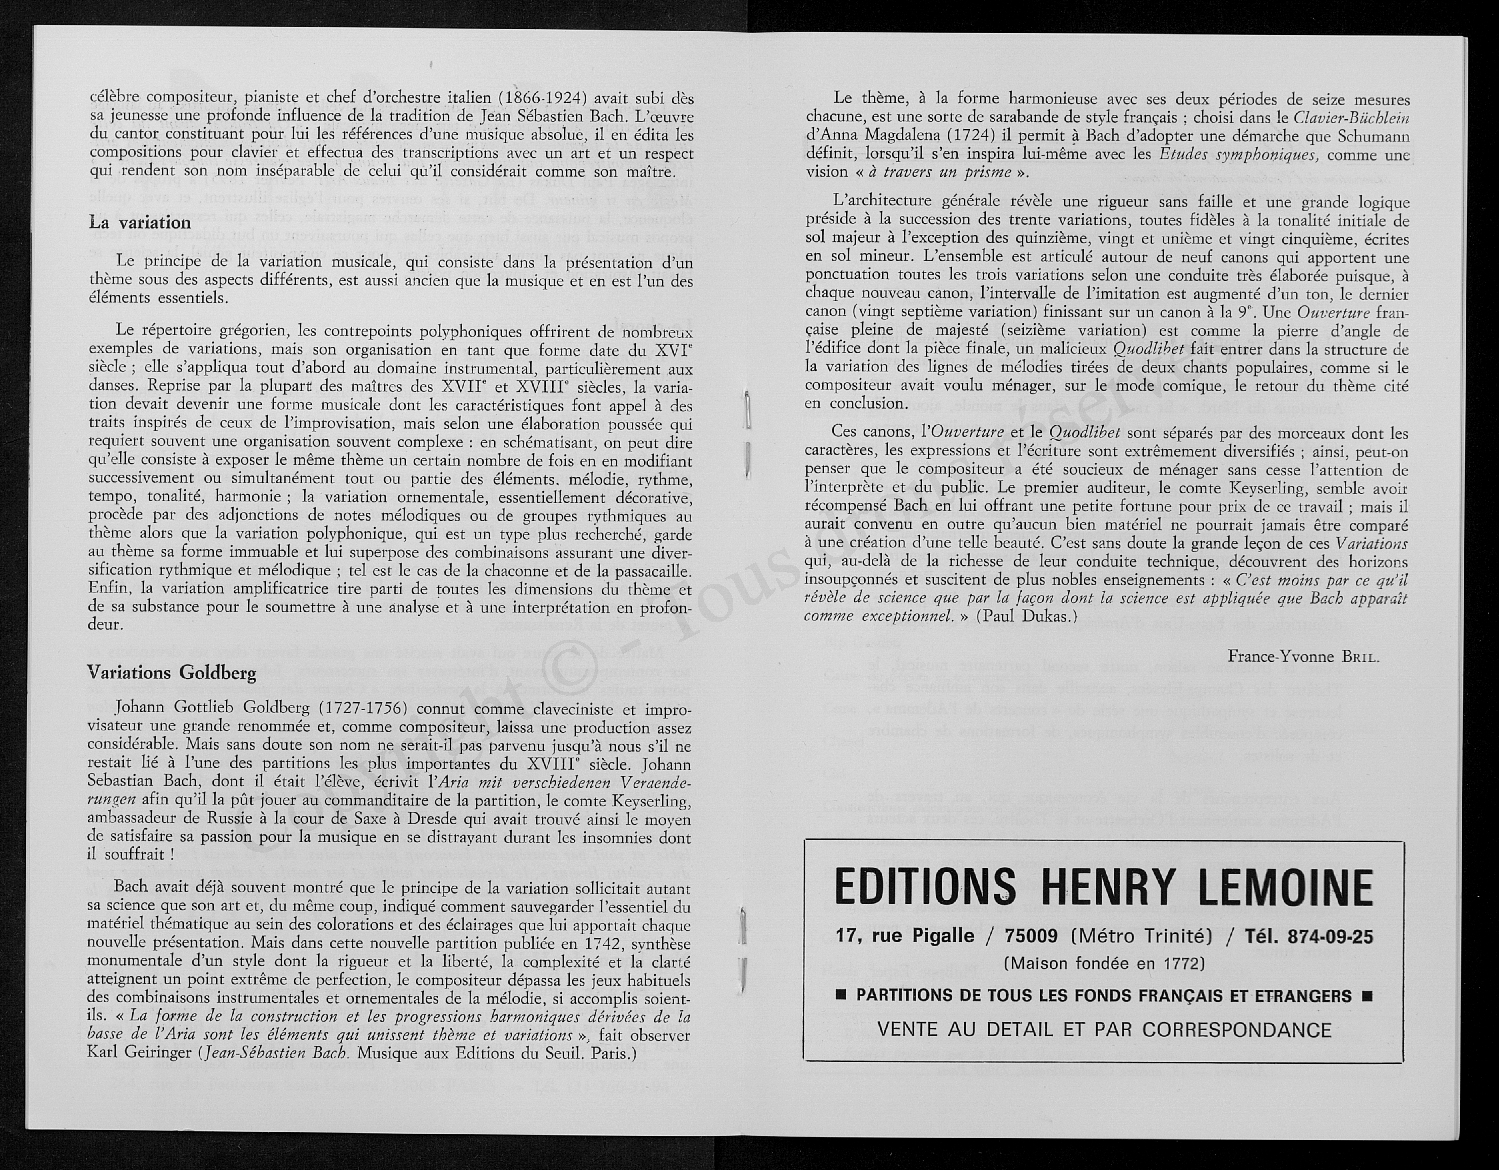 célèbre compositeur, pianiste et chef d'orchestre italien (1866-1924) avait subi dès
sa jeunesse une profonde influence de la tradition de Jean Sébastien Bach. L'œuvre
du cantor constituant pour lui les références d'une musique absolue, il en édita les
compositions pour clavier et effectua des transcriptions avec un art et un respect
qui rendent son nom inséparable de celui qu'il considérait comme son maître.
La variation
Le principe de la variation musicale, qui consiste dans la présentation d'un
thème sous des aspects différents, est aussi ancien que la musique et en est l'un des
éléments essentiels.
Le répertoire grégorien, les contrepoints polyphoniques offrirent de nombreux
exemples de variations, mais son organisation en tant que forme date du XVIe
siècle ; elle s'appliqua tout d'abord au domaine instrumental, particulièrement aux
danses. Reprise par la plupart des maîtres des XVIIe et XVIIIe siècles, la varia-
tion devait devenir une forme musicale dont les caractéristiques font appel à des
traits inspirés de ceux de l'improvisation, mais selon une élaboration poussée qui
requiert souvent une organisation souvent complexe : en schématisant, on peut dire
qu'elle consiste à exposer le même thème un certain nombre de fois en en modifiant
successivement ou simultanément tout ou partie des éléments. mélodie, rythme,
tempo, tonalité, harmonie ; la variation ornementale, essentiellement décorative,
procède par des adjonctions de notes mélodiques ou de groupes rythmiques au
thème alors que la variation polyphonique, qui est un type plus recherché, garde
au thème sa forme immuable et lui superpose des combinaisons assurant une diver-
sification rythmique et mélodique ; tel est le cas de la chaconne et de la passacaille.
Enfin, la variation amplificatrice tire parti de toutes les dimensions du thème et
de sa substance pour le soumettre à une analyse et à une interprétation en profon-
deur.
Variations Goldberg
Johann Gottlieb Goldberg (1727-1756) connut comme claveciniste et impro-
visateur une grande renommée et, comme compositeur, laissa une production assez
considérable. Mais sans doute son nom ne serait-il pas parvenu jusqu'à nous s'il ne
restait lié à l'une des partitions les plus importantes du XVIIIe siècle. Johann
Sebastian Bach, dont il était l'élève, écrivit l'Aria mit verschiedenen Veraende-
rungen afin qu'il la pût jouer au commanditaire de la partition, le comte Keyserling,
ambassadeur de Russie à la cour de Saxe à Dresde qui avait trouvé ainsi le moyen
de satisfaire sa passion pour la musique en se distrayant durant les insomnies dont
il souffrait !
Bach avait déjà souvent montré que le principe de la variation sollicitait autant
sa science que son art et, du même coup, indiqué comment sauvegarder l'essentiel du
matériel thématique au sein des colorations et des éclairages que lui apportait chaque
nouvelle présentation. Mais dans cette nouvelle partition publiée en 1742, synthèse
monumentale d'un style dont la rigueur et la liberté, la complexité et la clarté
atteignent un point extrême de perfection, le compositeur dépassa les jeux habituels
des combinaisons instrumentales et ornementales de la mélodie, si accomplis soient-
ils. « La forme de la construction et les progressions harmoniques dérivées de la
basse de l'Aria sont les éléments qui unissent thème et variations », fait observer
Karl Geiringer (Jean-Sébastien Bach. Musique aux Editions du Seuil. Paris.)
Le thème, à la forme harmonieuse avec ses deux périodes de seize mesures
chacune, est une sorte de sarabande de style français ; choisi dans le Clavier-Büchlein
d'Anna Magdalena (1724) il permit à Bach d'adopter une démarche que Schumann
définit, lorsqu'il s'en inspira lui-même avec les Etudes symphoniques, comme une
vision « à travers un prisme ».
L'architecture générale révèle une rigueur sans faille et une grande logique
préside à la succession des trente variations, toutes fidèles à la tonalité initiale de
sol majeur à l'exception des quinzième, vingt et unième et vingt cinquième, écrites
en sol mineur. L'ensemble est articulé autour de neuf canons qui apportent une
ponctuation toutes les trois variations selon une conduite très élaborée puisque, à
chaque nouveau canon, l'intervalle de l'imitation est augmenté d'un ton, le dernier
canon (vingt septième variation) finissant sur un canon à la 9e. Une Ouverture fran-
çaise pleine de majesté (seizième variation) est comme la pierre d'angle de
l'édifice dont la pièce finale, un malicieux Quodlibet fait entrer dans la structure de
la variation des lignes de mélodies tirées de deux chants populaires, comme si le
compositeur avait voulu ménager, sur le mode comique, le retour du thème cité
en conclusion.
Ces canons, l'Ouverture et le Quodlibet sont séparés par des morceaux dont les
caractères, les expressions et l'écriture sont extrêmement diversifiés ; ainsi, peut-on
penser que le compositeur a été soucieux de ménager sans cesse l'attention de
l'interprète et du public. Le premier auditeur, le comte Keyserling, semble avoir
récompensé Bach en lui offrant une petite fortune pour prix de ce travail ; mais il
aurait convenu en outre qu'aucun bien matériel ne pourrait jamais être comparé
à une création d'une telle beauté. C'est sans doute la grande leçon de ces Variations
qui, au-delà de la richesse de leur conduite technique, découvrent des horizons
insoupçonnés et suscitent de plus nobles enseignements : « C'est moins par ce qu'il
révèle de science que par la façon dont la science est appliquée que Bach apparaît
comme exceptionnel. » (Paul Dukas.)
France-Yvonne BRIL.
EDITIONS HENRY LEMOINE
17, rue Pigalle / 75009 (Métro Trinité) / Tél. 874-09-25
(Maison fondée en 1772)
■ PARTITIONS DE TOUS LES FONDS FRANÇAIS ET ETRANGERS ■
VENTE AU DETAIL ET PAR CORRESPONDANCE
Copyright © - Tous droits réservés